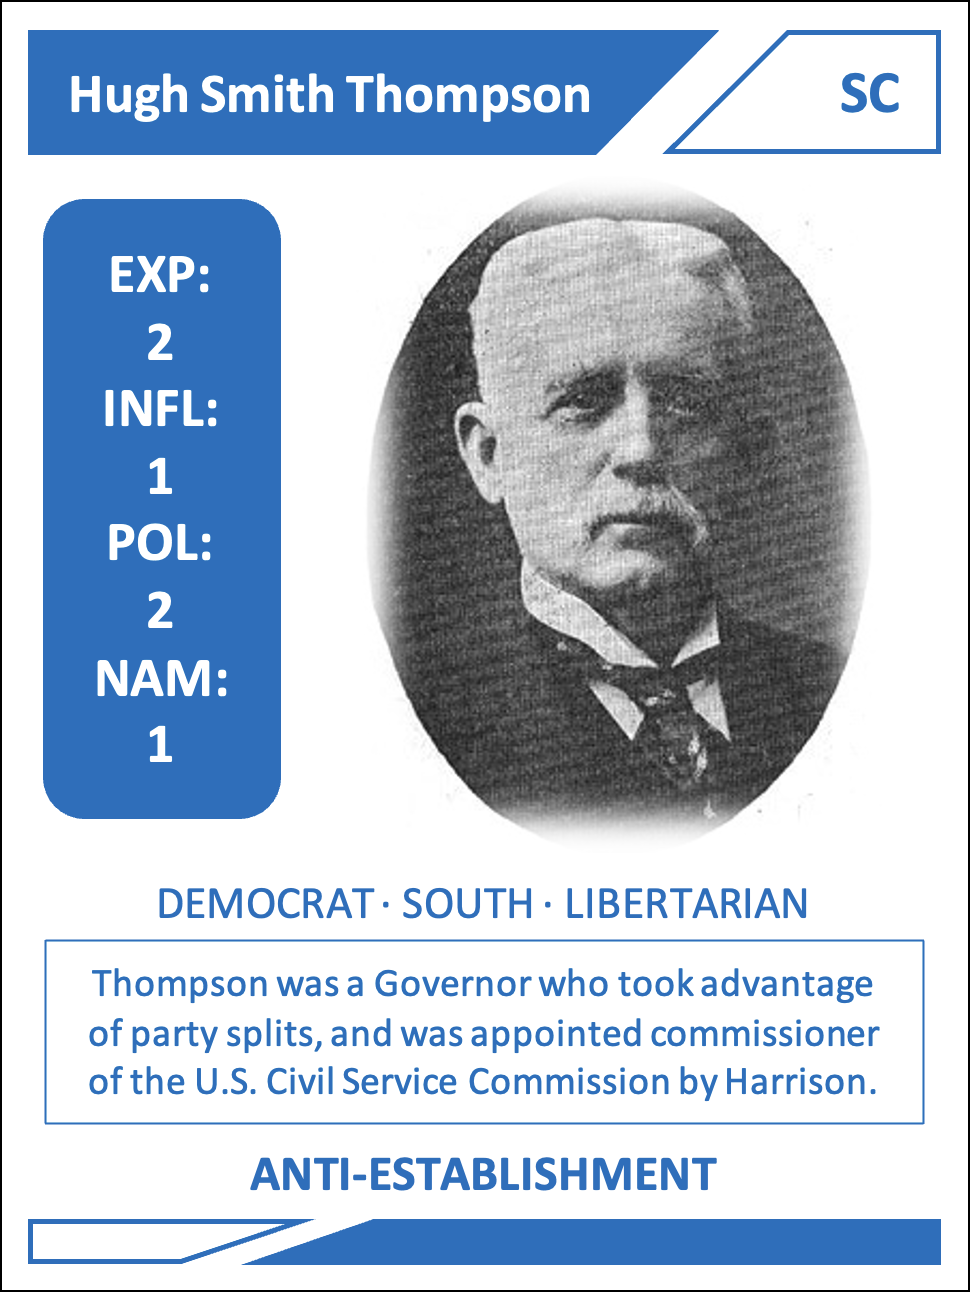 Hugh Smith Thompson
SC
EXP:
2
INFL:
1
POL:
2
NAM:
1
DEMOCRAT · SOUTH · LIBERTARIAN
Thompson was a Governor who took advantage
of party splits, and was appointed commissioner
of the U.S. Civil Service Commission by Harrison.
ANTI-ESTABLISHMENT